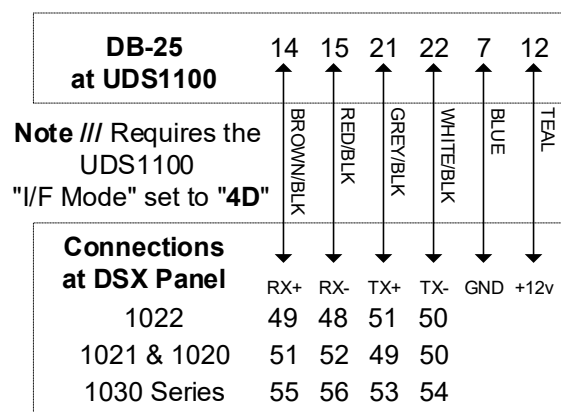 DB-25 14 15 21 22 7 12
at UDS1100
BROWN/BLK
RED/BLK
GREY/BLK
WHITE/BLK
BLUE
TEAL
Note /// Requires the
UDS1100
"I/F Mode" set to "4D"
Connections
at DSX Panel RX+ RX- TX+ TX- GND +12v
1022 49 48 51 50
1021 & 1020 51 52 49 50
1030 Series 55 56 53 54